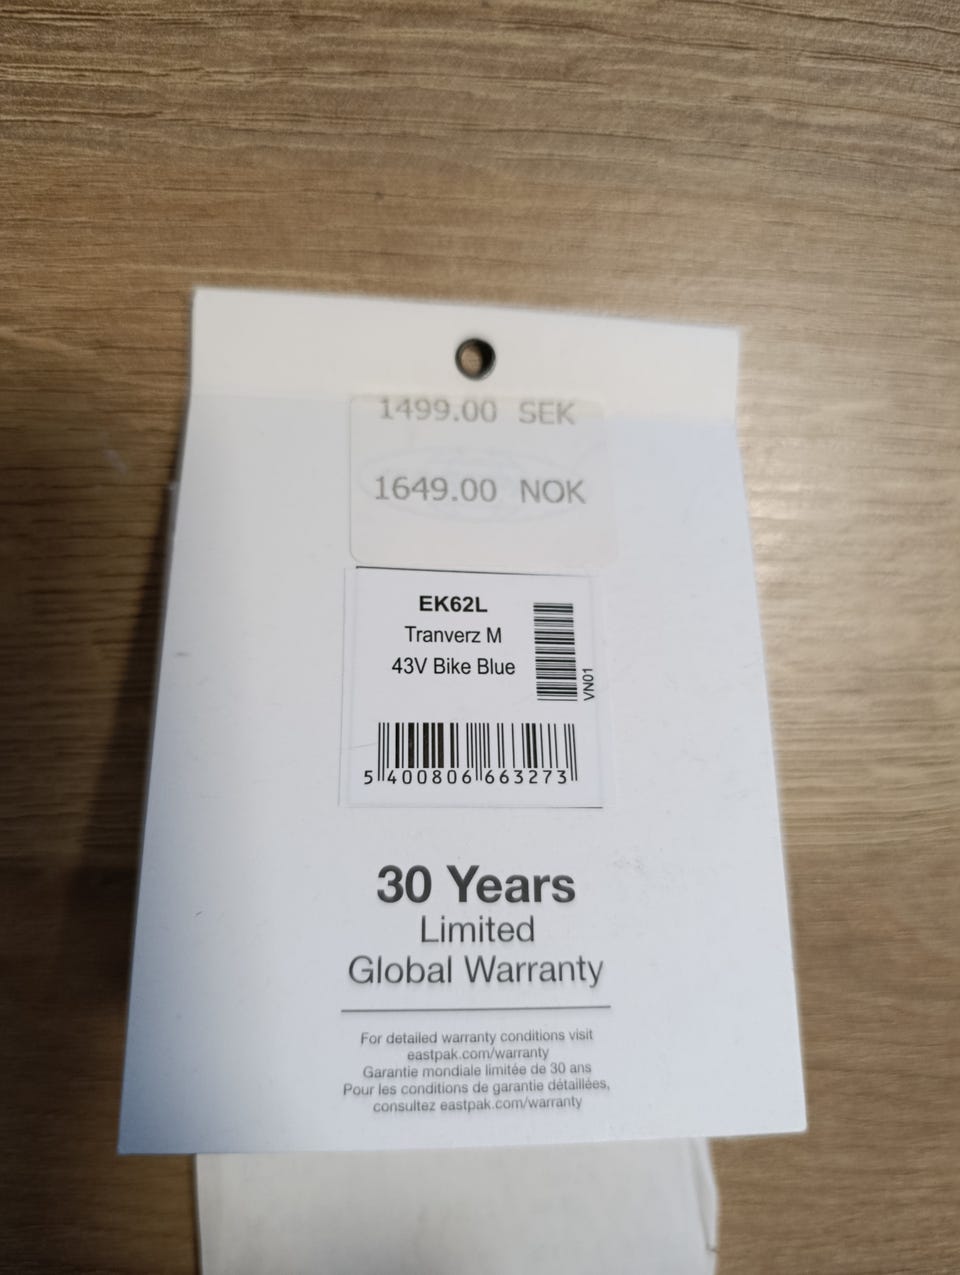 1499.00 SEK
1649.00 NOK
EK62L
Tranverz M
43V Bike Blue
VN01
5 400806 663273
30 Years
Limited
Global Warranty
For detailed warranty conditions visit
eastpak.com/warranty
Garantie mondiale limitée de 30 ans
Pour les conditions de garantie détaillées,
consultez eastpak.com/warranty